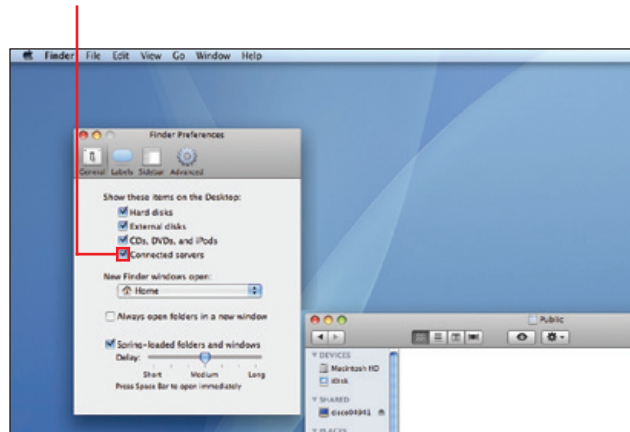 Finder File Edit View Go Window Help
Finder Preferences
General Labels Sidebar Advanced
Show these items on the Desktop:
Hard disks
External disks
CDs, DVDs, and iPods
Connected servers
New Finder windows open:
Home
Always open folders in a new window
Spring-loaded folders and windows
Delay:
Short Medium Long
Press Space Bar to open immediately
Public
DEVICES
Macintosh HD
iDisk
SHARED
cisco04941
PLACES